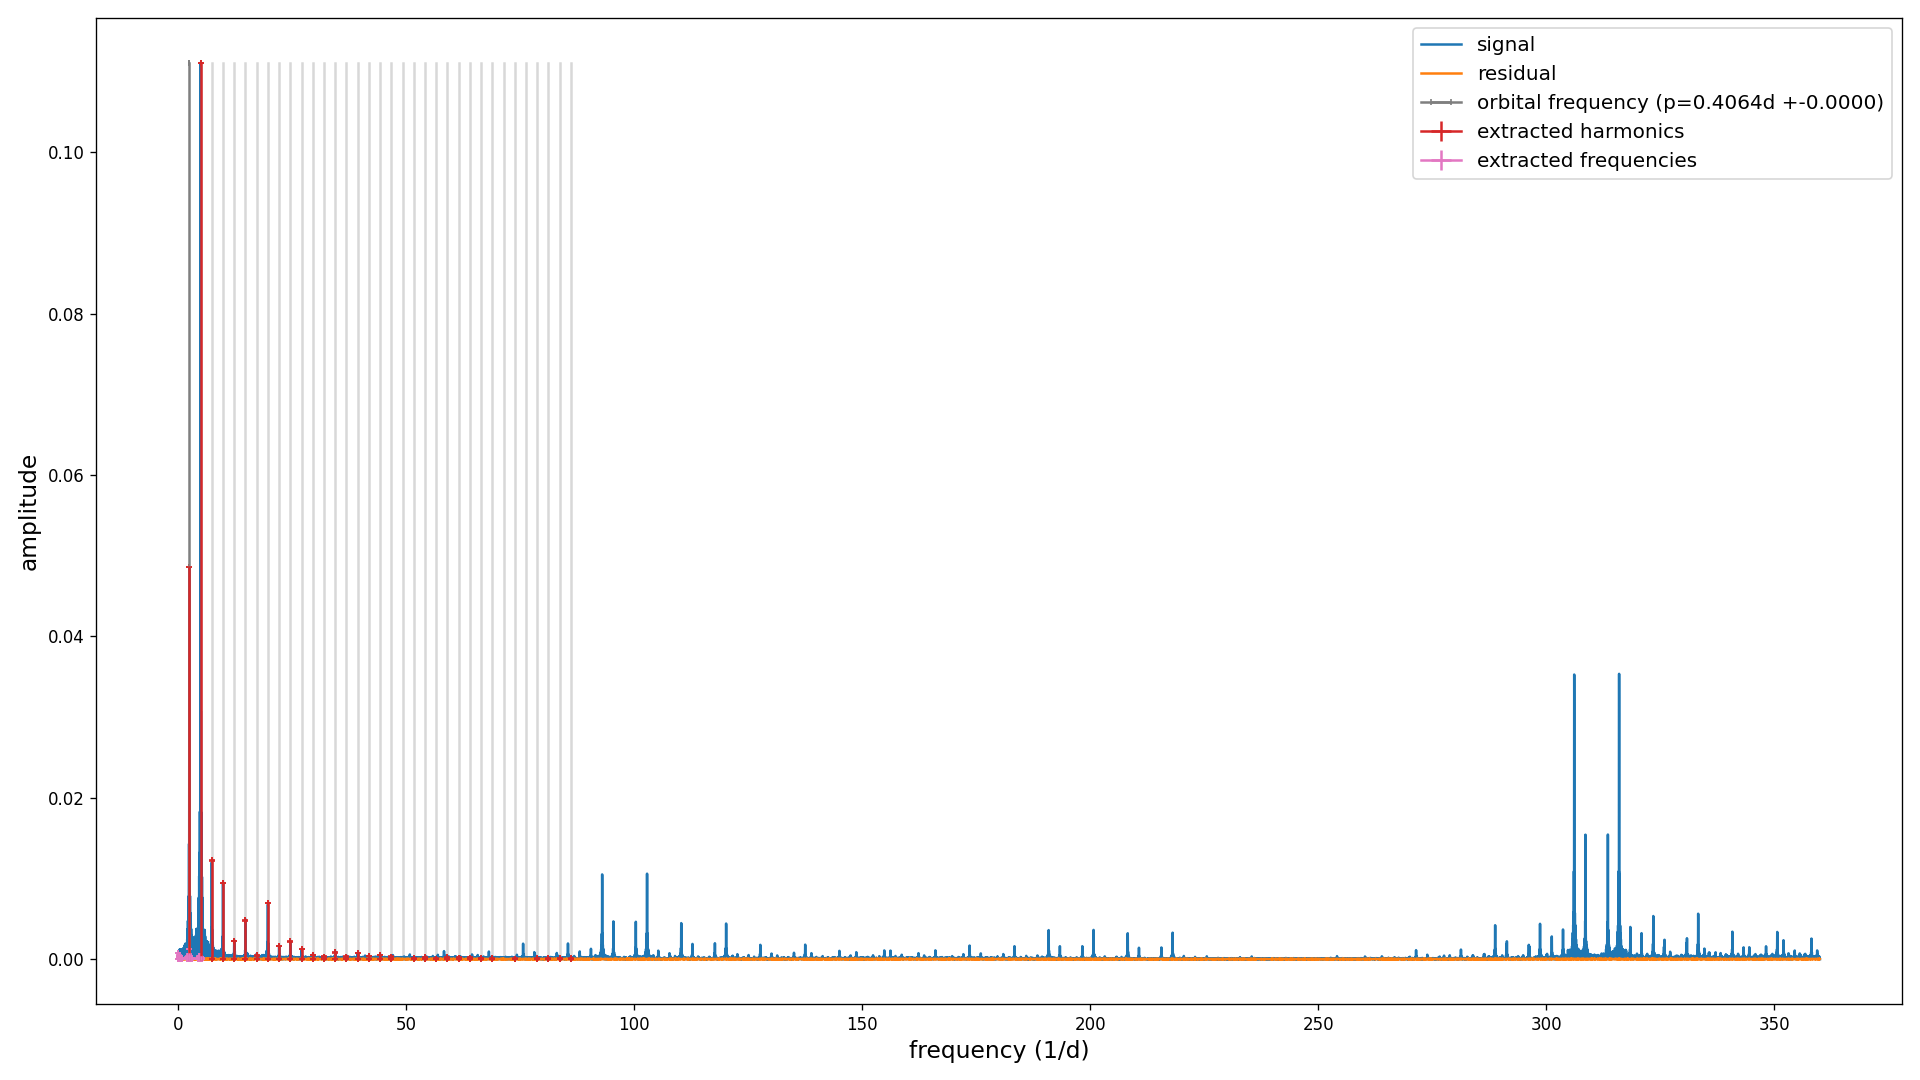 signal
residual
orbital frequency (p=0.4064d +-0.0000)
extracted harmonics
extracted frequencies
0.10
0.08
0.06
0.04
0.02
0.00
amplitude
0 50 100 150 200 250 300 350
frequency (1/d)